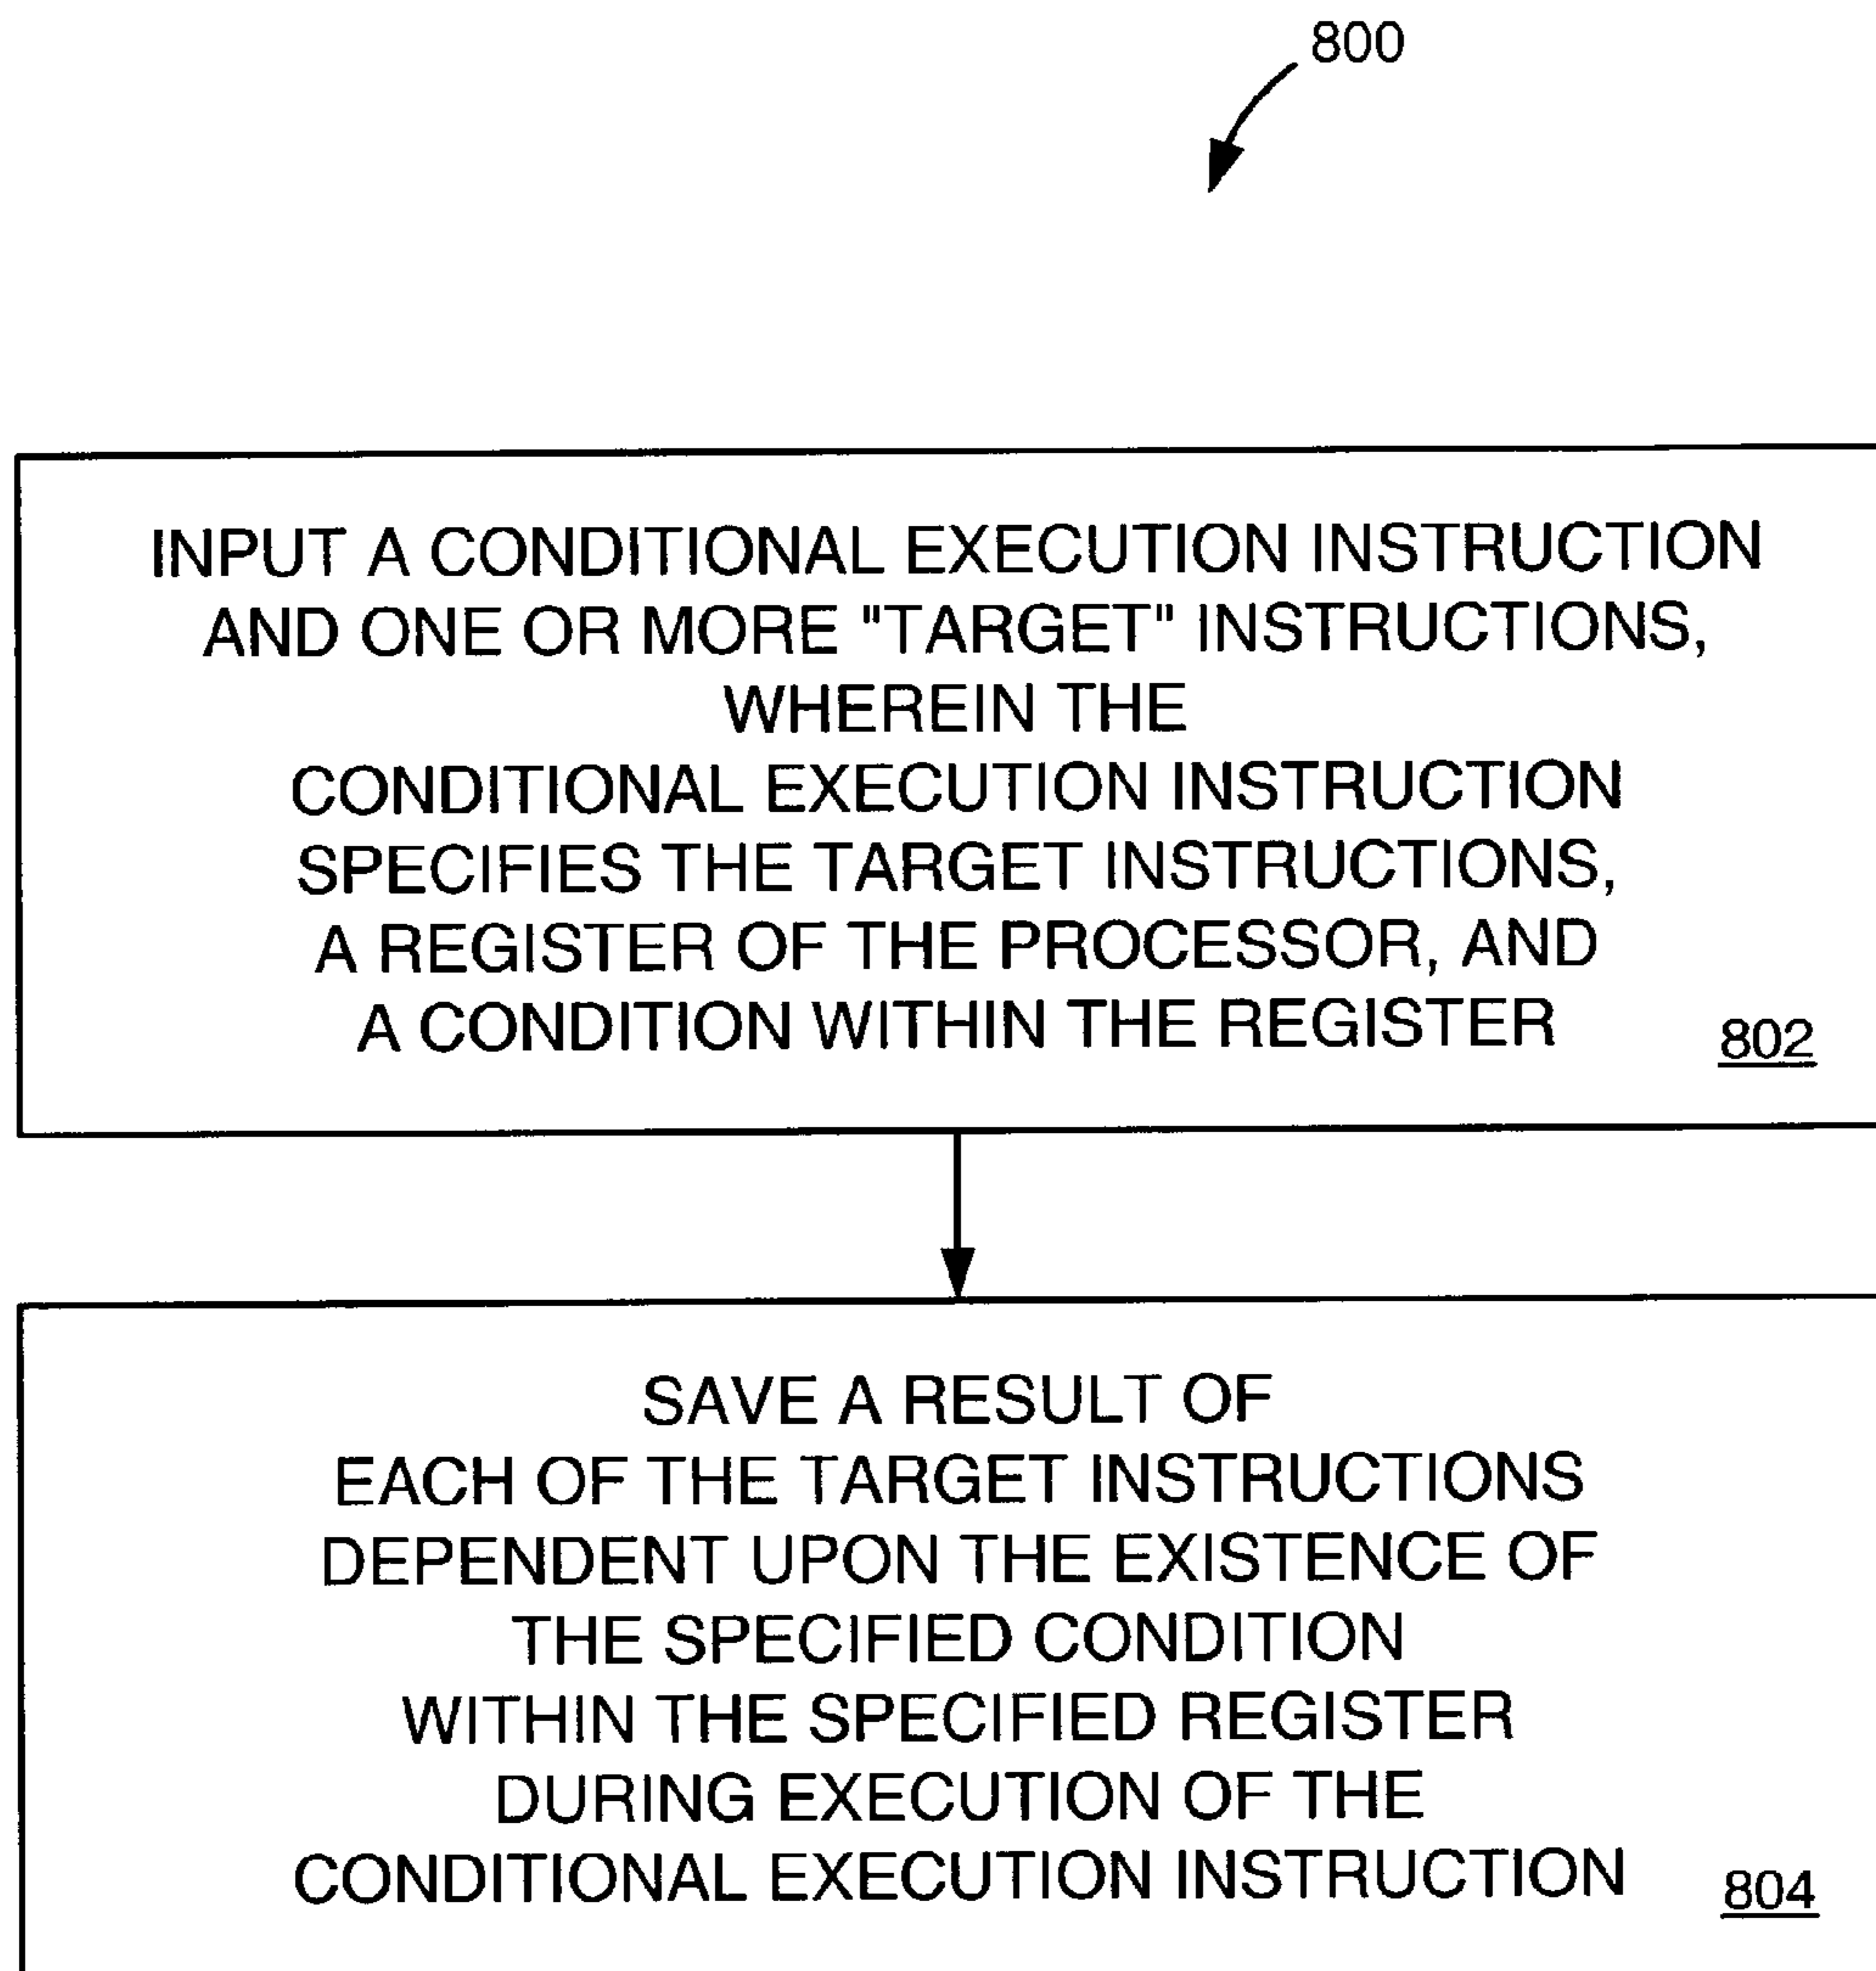 800
INPUT A CONDITIONAL EXECUTION INSTRUCTION
AND ONE OR MORE "TARGET" INSTRUCTIONS,
WHEREIN THE
CONDITIONAL EXECUTION INSTRUCTION
SPECIFIES THE TARGET INSTRUCTIONS,
A REGISTER OF THE PROCESSOR, AND
A CONDITION WITHIN THE REGISTER
802
SAVE A RESULT OF
EACH OF THE TARGET INSTRUCTIONS
DEPENDENT UPON THE EXISTENCE OF
THE SPECIFIED CONDITION
WITHIN THE SPECIFIED REGISTER
DURING EXECUTION OF THE
CONDITIONAL EXECUTION INSTRUCTION
804